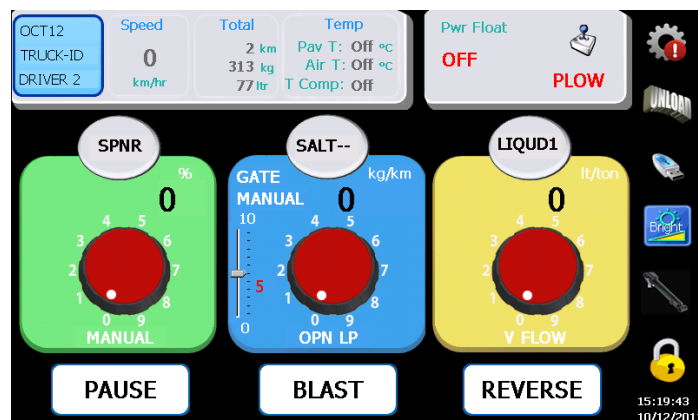 OCT12
TRUCK-ID
DRIVER 2
Speed
0
km/hr
Total
2 km
313 kg
77 ltr
Temp
Pav T: Off °C
Air T: Off °C
T Comp: Off
Pwr Float
OFF
PLOW
UNLOAD
SPNR
%
0
0 1 2 3 4 5 6 7 8 9
MANUAL
SALT--
GATE
MANUAL
kg/km
0
10
5
0
0 1 2 3 4 5 6 7 8 9
OPN LP
LIQUD1
lt/ton
0
0 1 2 3 4 5 6 7 8 9
V FLOW
Bright
PAUSE
BLAST
REVERSE
15:19:43
10/12/201